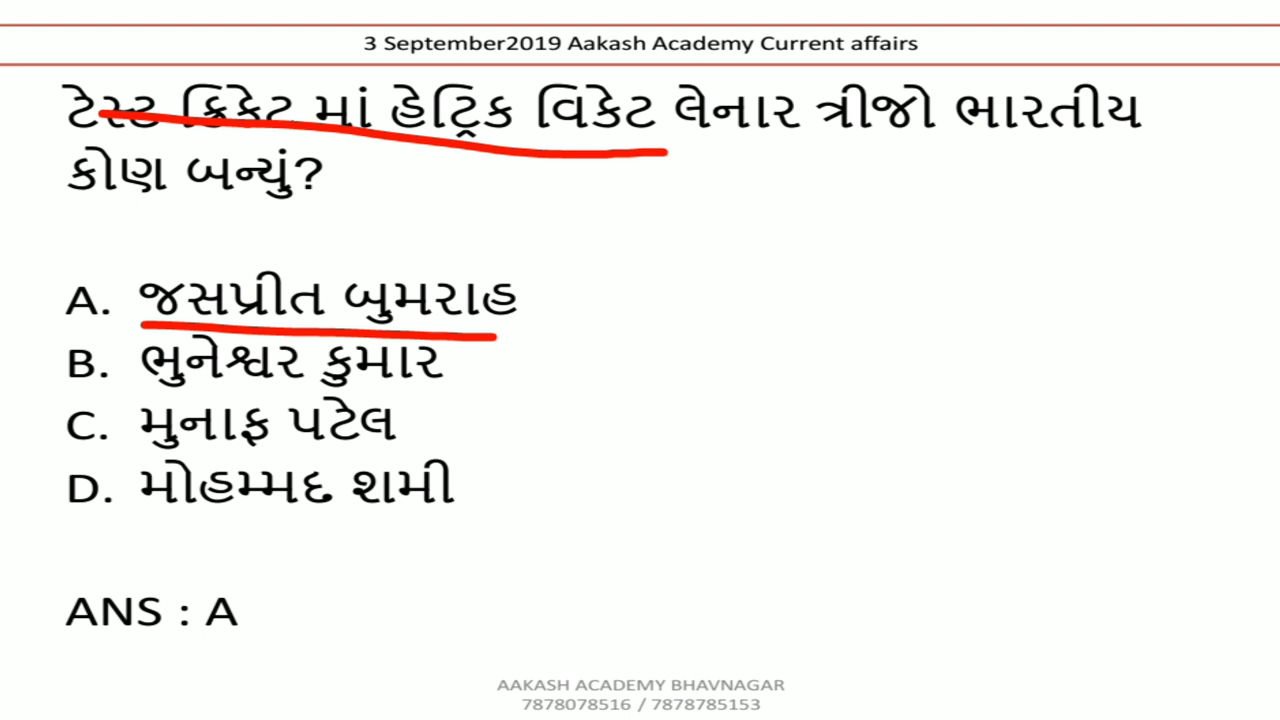 3 September2019 Aakash Academy Current affairs
ટેસ્ટ ક્રિકેટ માં હેટ્રિક વિકેટ લેનાર ત્રીજો ભારતીય
કોણ બન્યું?
A. જસપ્રીત બુમરાહ
B. ભુનેશ્વર કુમાર
C. મુનાફ પટેલ
D. મોહમ્મદ શમી
ANS : A
AAKASH ACADEMY BHAVNAGAR
7878078516 / 7878785153